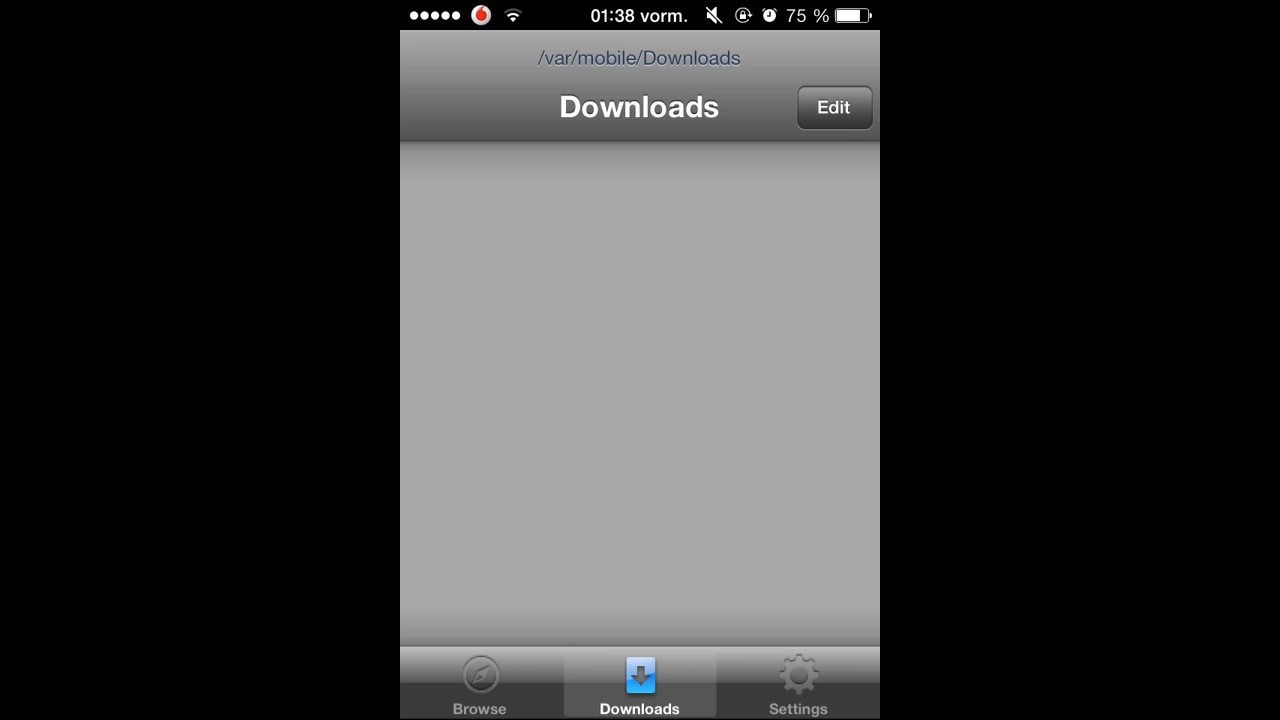 01:38 vorm. 75 %
/var/mobile/Downloads
Downloads
Edit
Browse
Downloads
Settings